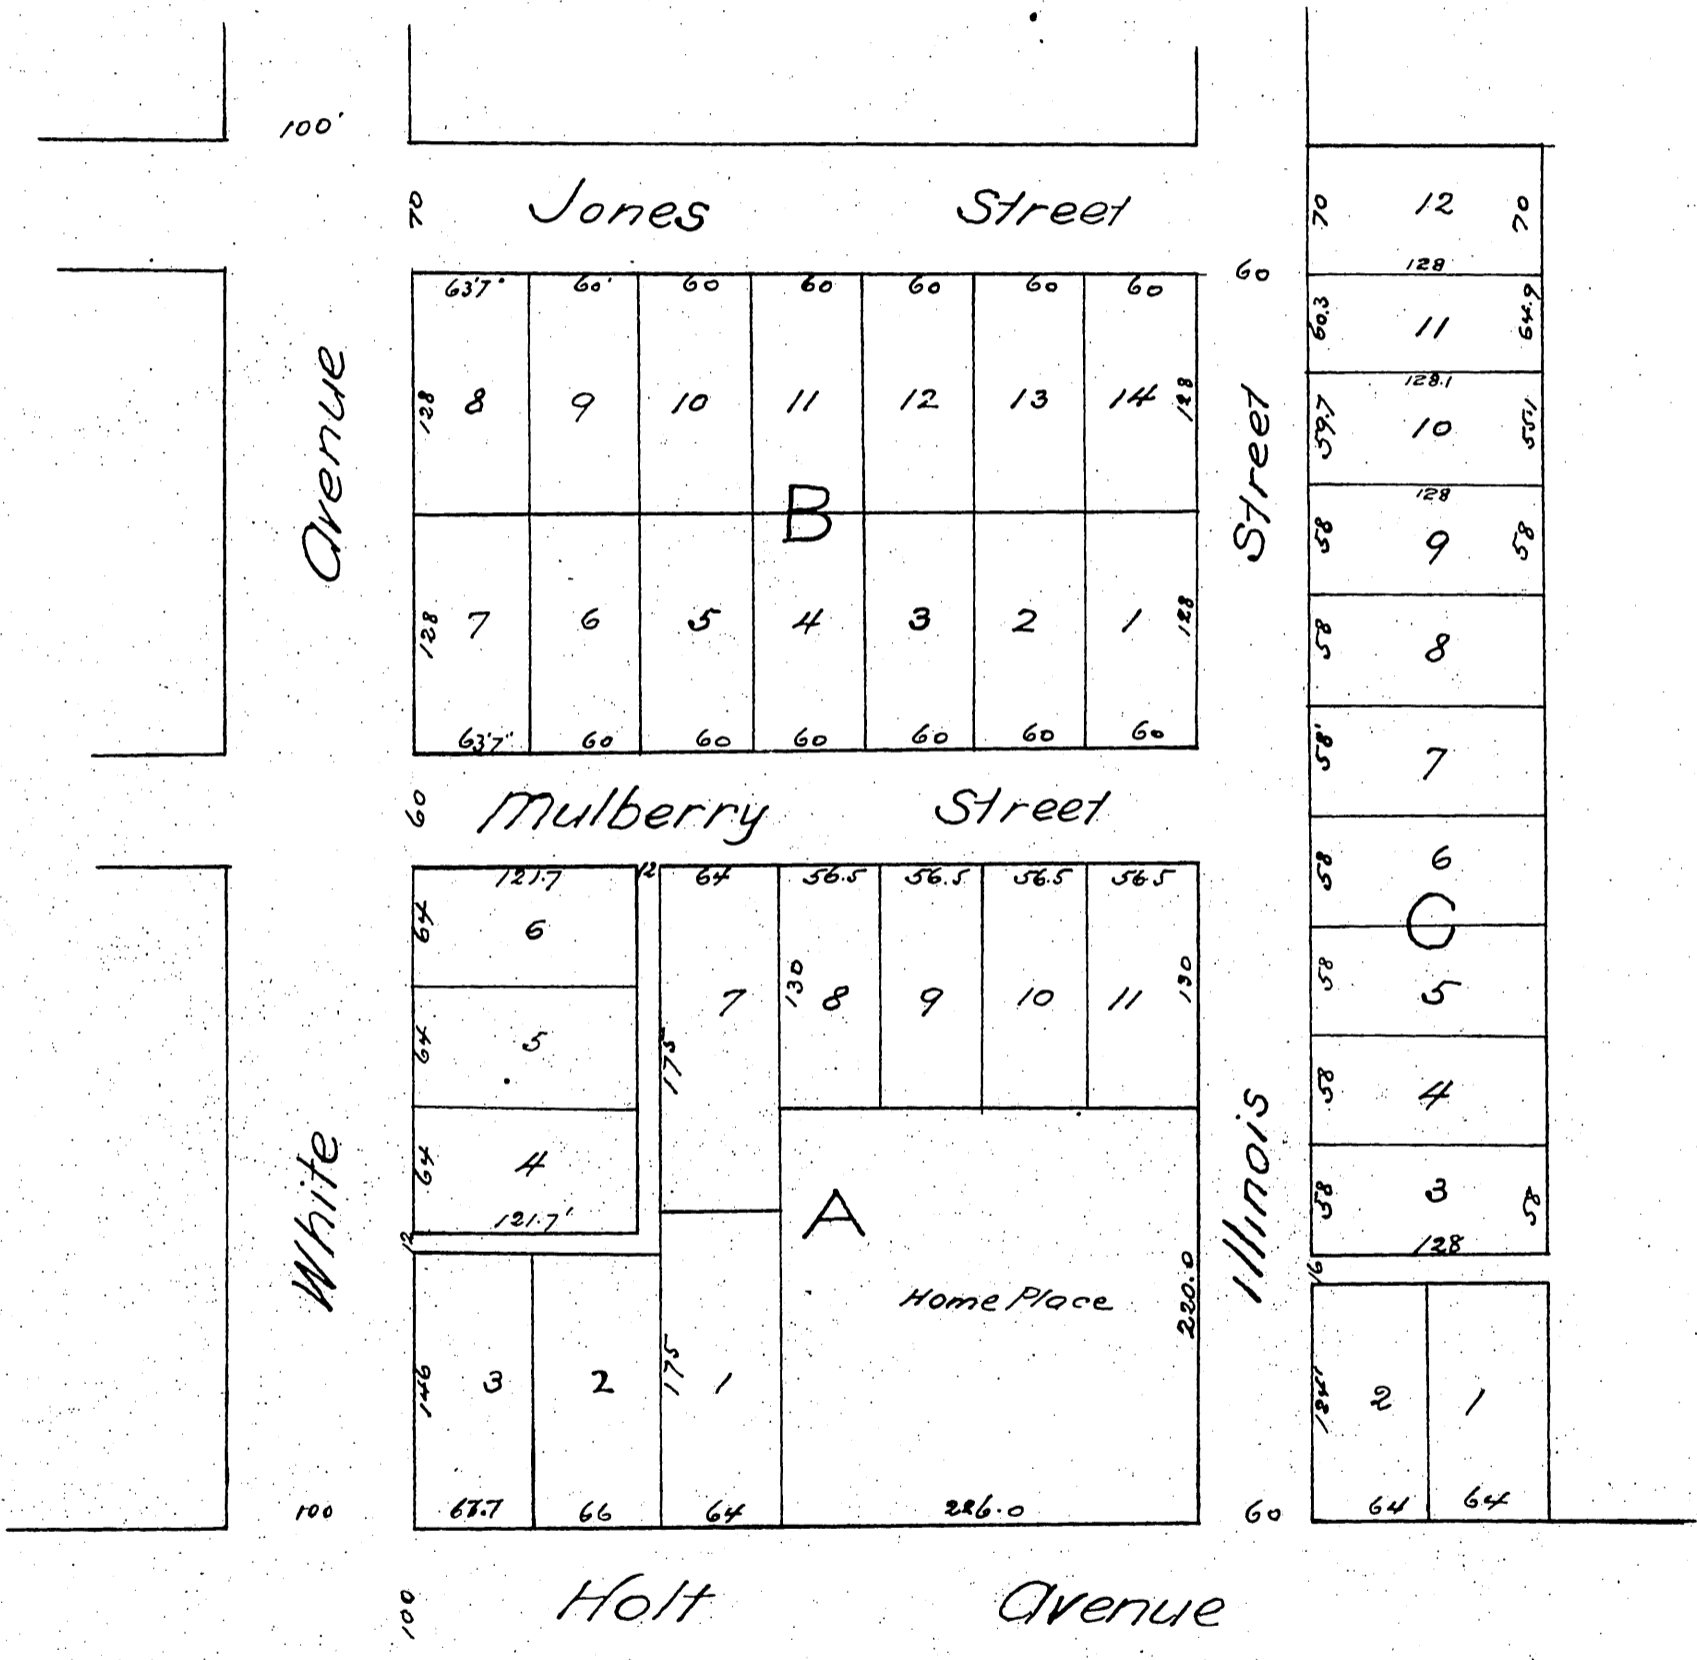 100'
70 Jones Street
70 12 70
128
60
63'7" 60' 60 60 60 60 60
60.3 11 64.9
128.1
Avenue
128 8 9 10 11 12 13 14 128
Street
59.7 10 55.1
128
B
58 9 58
128 7 6 5 4 3 2 1 128
58 8
63'7" 60 60 60 60 60 60
58' 7
60 Mulberry Street
121.7 12 64 56.5 56.5 56.5 56.5
58 6
C
64 6
7 130 8 9 10 11 130
58 5
64 5
175
58 4
64 4
White
A
Illinois
58 3 58
128
121.7'
12
16
Home Place
220.0
146 3 2 175 1
2 1
100 66 64 226.0 60 64 64
100 Holt Avenue